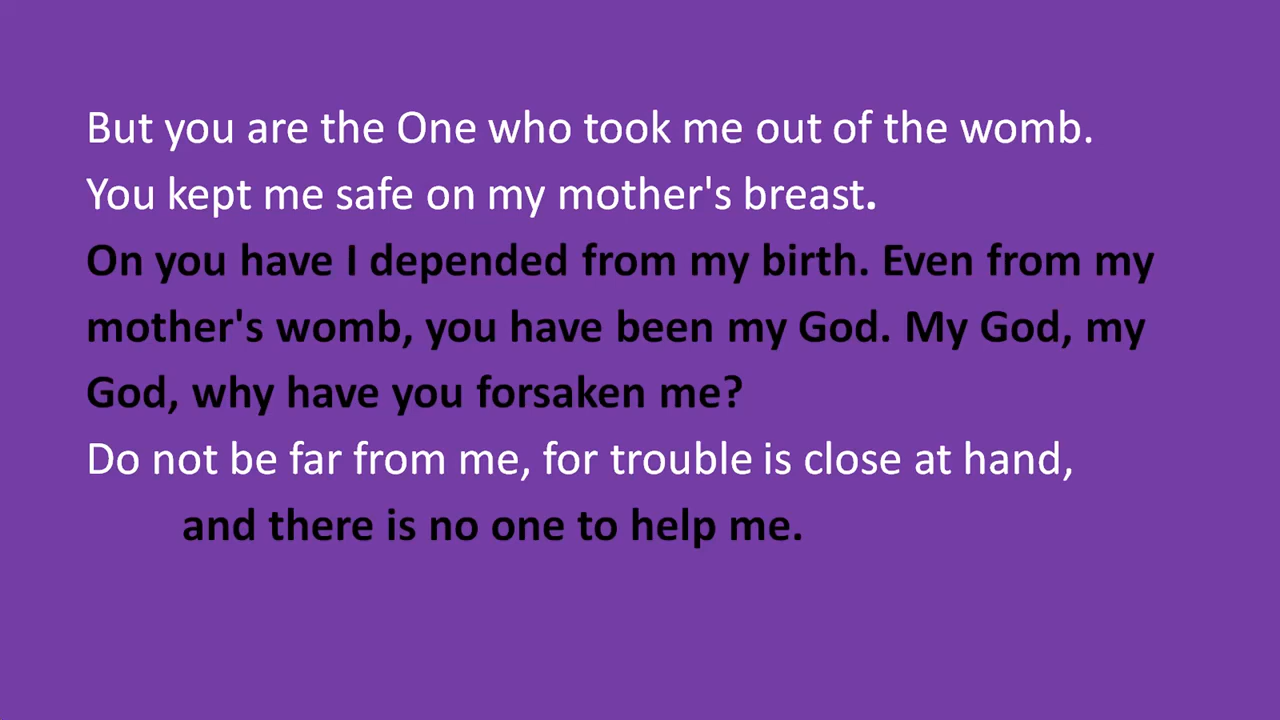 But you are the One who took me out of the womb.
You kept me safe on my mother's breast.
On you have I depended from my birth. Even from my
mother's womb, you have been my God. My God, my
God, why have you forsaken me?
Do not be far from me, for trouble is close at hand,
and there is no one to help me.